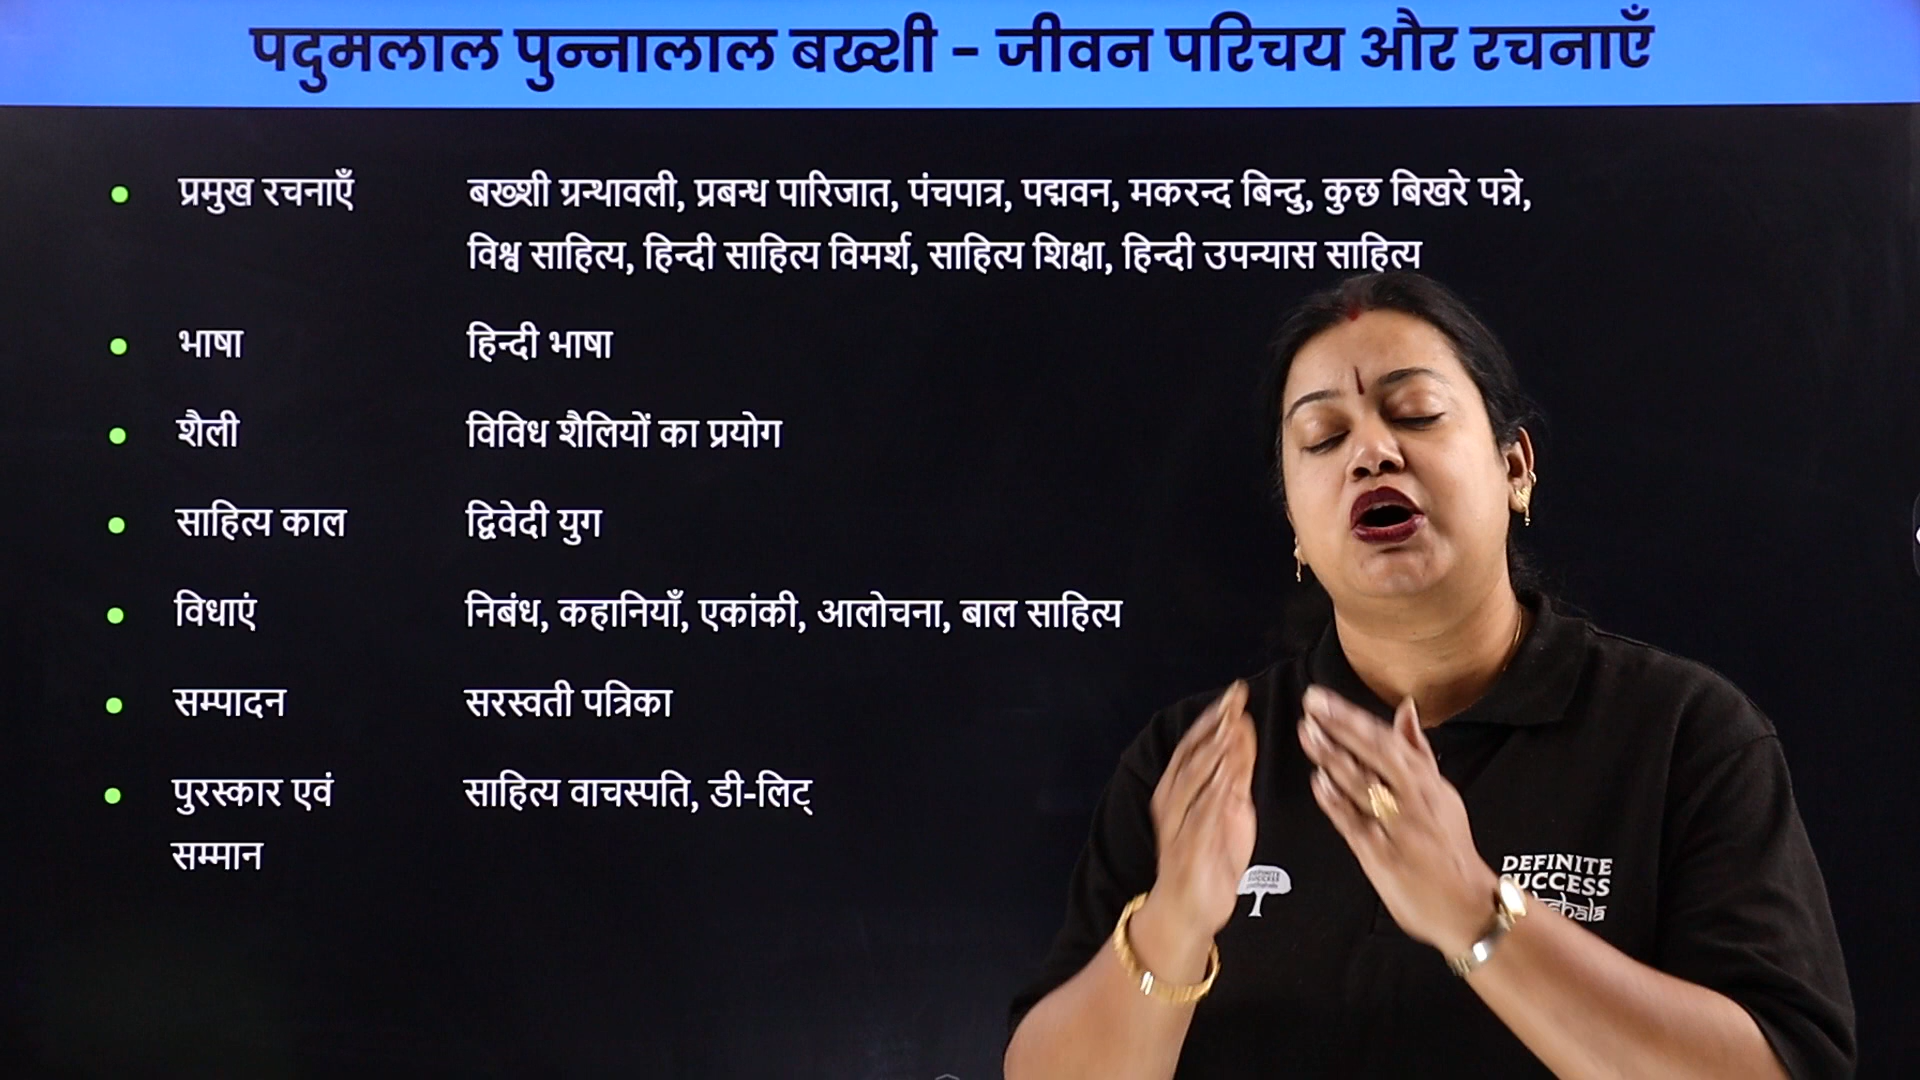 पदुमलाल पुन्नालाल बख्शी - जीवन परिचय और रचनाएँ
प्रमुख रचनाएँ बख्शी ग्रन्थावली, प्रबन्ध पारिजात, पंचपात्र, पद्मवन, मकरन्द बिन्दु, कुछ बिखरे पन्ने,
विश्व साहित्य, हिन्दी साहित्य विमर्श, साहित्य शिक्षा, हिन्दी उपन्यास साहित्य
भाषा हिन्दी भाषा
शैली विविध शैलियों का प्रयोग
साहित्य काल द्विवेदी युग
विधाएं निबंध, कहानियाँ, एकांकी, आलोचना, बाल साहित्य
सम्पादन सरस्वती पत्रिका
पुरस्कार एवं साहित्य वाचस्पति, डी-लिट्
सम्मान
DEFINITE
SUCCESS
DEFINITE